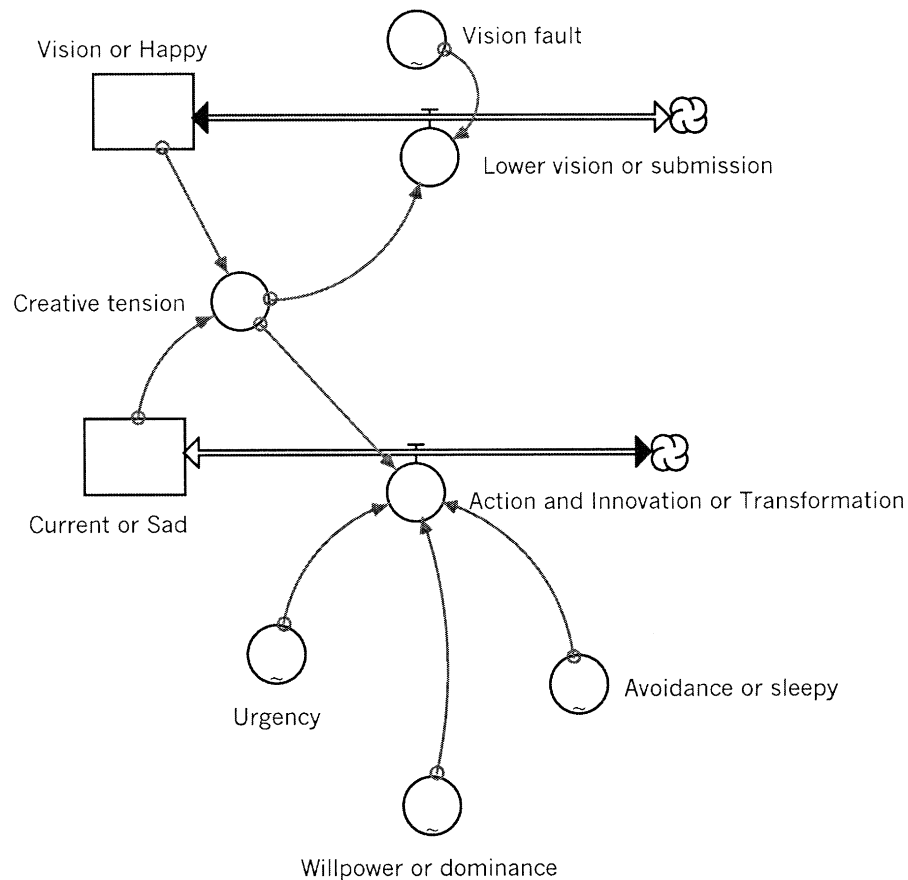 Vision fault
Vision or Happy
Lower vision or submission
Creative tension
Action and Innovation or Transformation
Current or Sad
Avoidance or sleepy
Urgency
Willpower or dominance